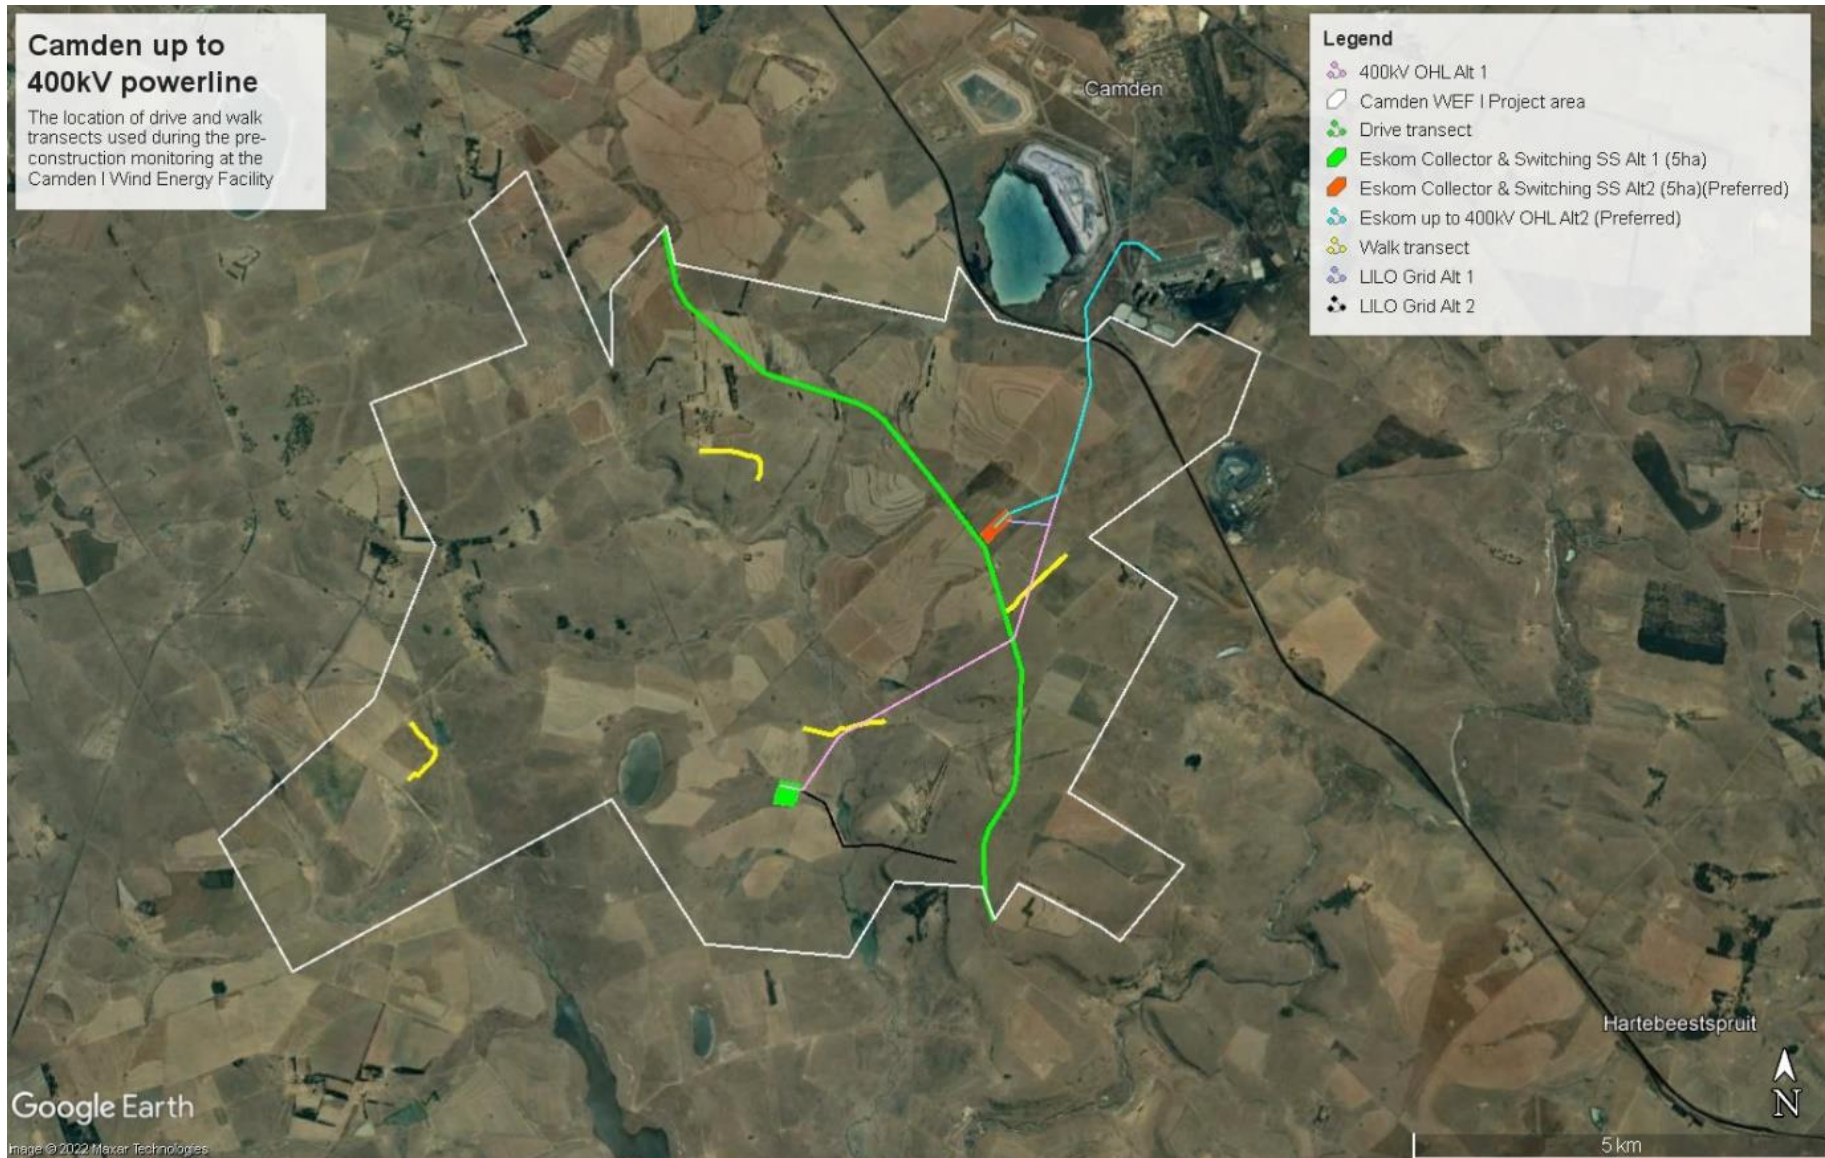 Camden up to
400kV powerline
The location of drive and walk
transects used during the pre-
construction monitoring at the
Camden I Wind Energy Facility
Camden
Legend
400kV OHL Alt 1
Camden WEF I Project area
Drive transect
Eskom Collector & Switching SS Alt 1 (5ha)
Eskom Collector & Switching SS Alt2 (5ha)(Preferred)
Eskom up to 400kV OHL Alt2 (Preferred)
Walk transect
LILO Grid Alt 1
LILO Grid Alt 2
Hartebeestspruit
N
Google Earth
Image © 2022 Maxar Technologies
5 km